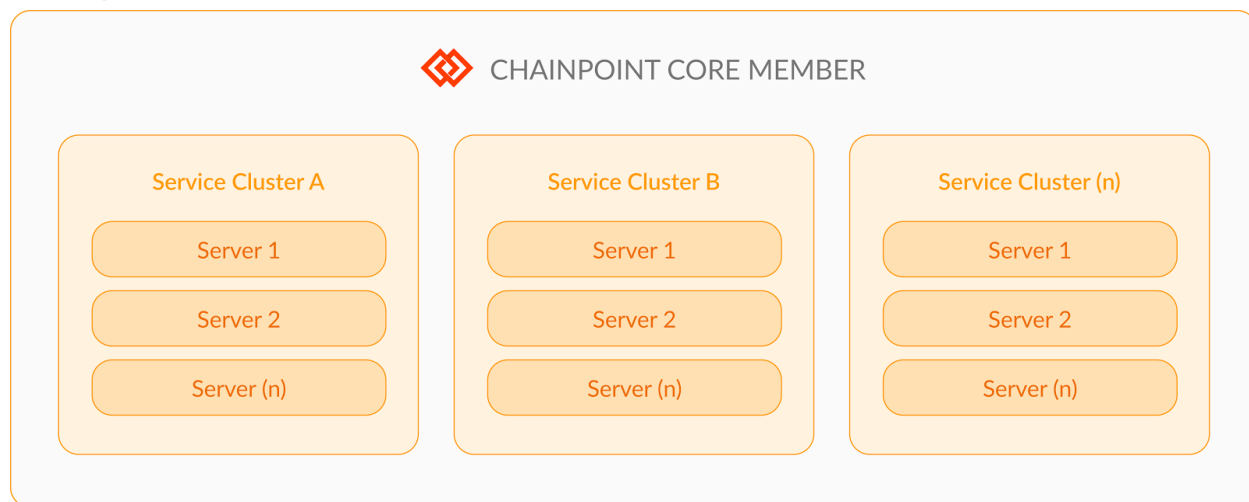 CHAINPOINT CORE MEMBER
Service Cluster A
Server 1
Server 2
Server (n)
Service Cluster B
Server 1
Server 2
Server (n)
Service Cluster (n)
Server 1
Server 2
Server (n)